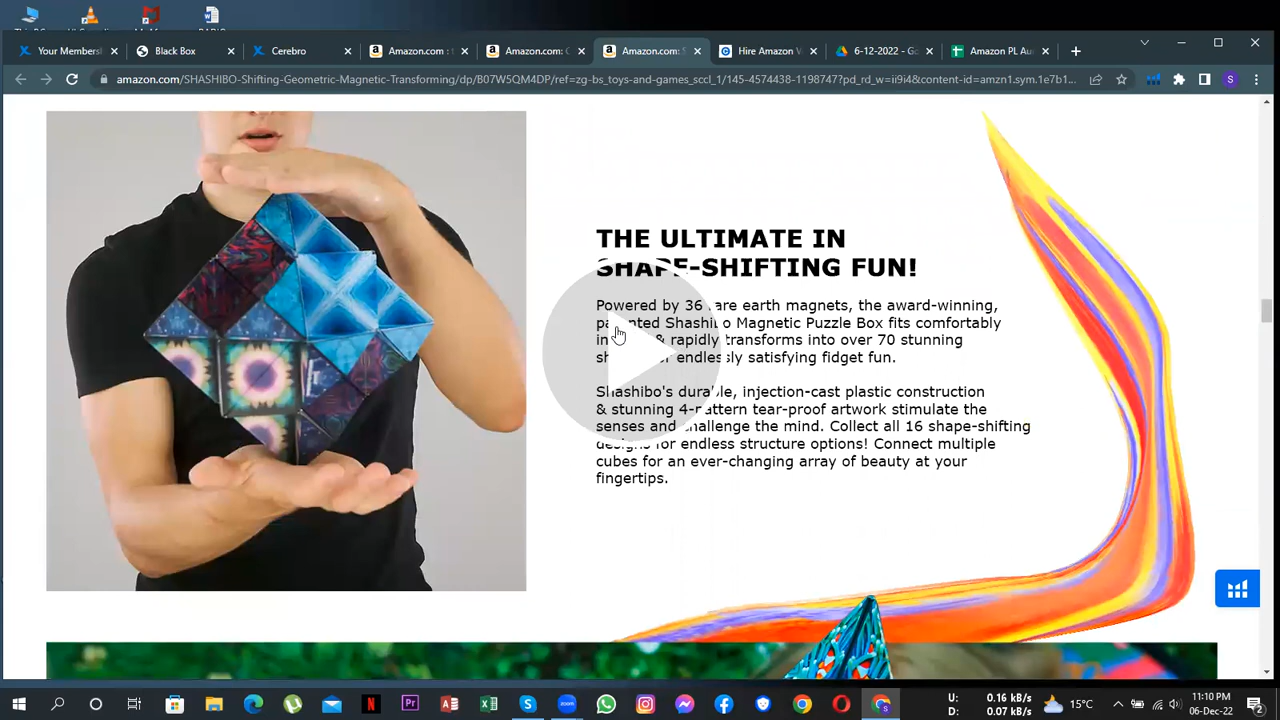 Your Membersh
Black Box
Cerebro
Amazon.com : f
Amazon.com: G
Amazon.com: S
Hire Amazon V
6-12-2022 - Go
Amazon PL Au
amazon.com/SHASHIBO-Shifting-Geometric-Magnetic-Transforming/dp/B07W5QM4DP/ref=zg-bs_toys-and-games_sccl_1/145-4574438-1198747?pd_rd_w=ii9i4&content-id=amzn1.sym.1e7b1...
THE ULTIMATE IN
SHAPE-SHIFTING FUN!
Powered by 36 rare earth magnets, the award-winning,
patented Shashibo Magnetic Puzzle Box fits comfortably
in & rapidly transforms into over 70 stunning
endlessly satisfying fidget fun.
Shashibo's durable, injection-cast plastic construction
& stunning 4-pattern tear-proof artwork stimulate the
senses and challenge the mind. Collect all 16 shape-shifting
designs for endless structure options! Connect multiple
cubes for an ever-changing array of beauty at your
fingertips.
U: 0.16 kB/s
D: 0.07 kB/s
15°C
11:10 PM
06-Dec-22
2